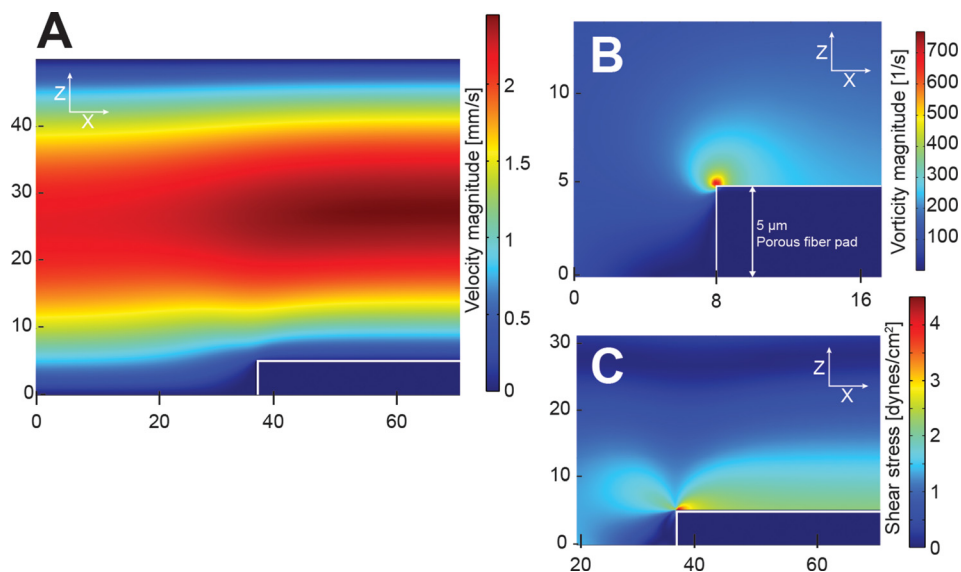 A
Z
X
40
30
20
10
0
0
20
40
60
Velocity magnitude [mm/s]
2
1.5
1
0.5
0
B
Z
X
10
5
0
0
8
16
5 µm
Porous fiber pad
Vorticity magnitude [1/s]
700
600
500
400
300
200
100
C
Z
X
30
20
10
0
20
40
60
Shear stress [dynes/cm²]
4
3
2
1
0